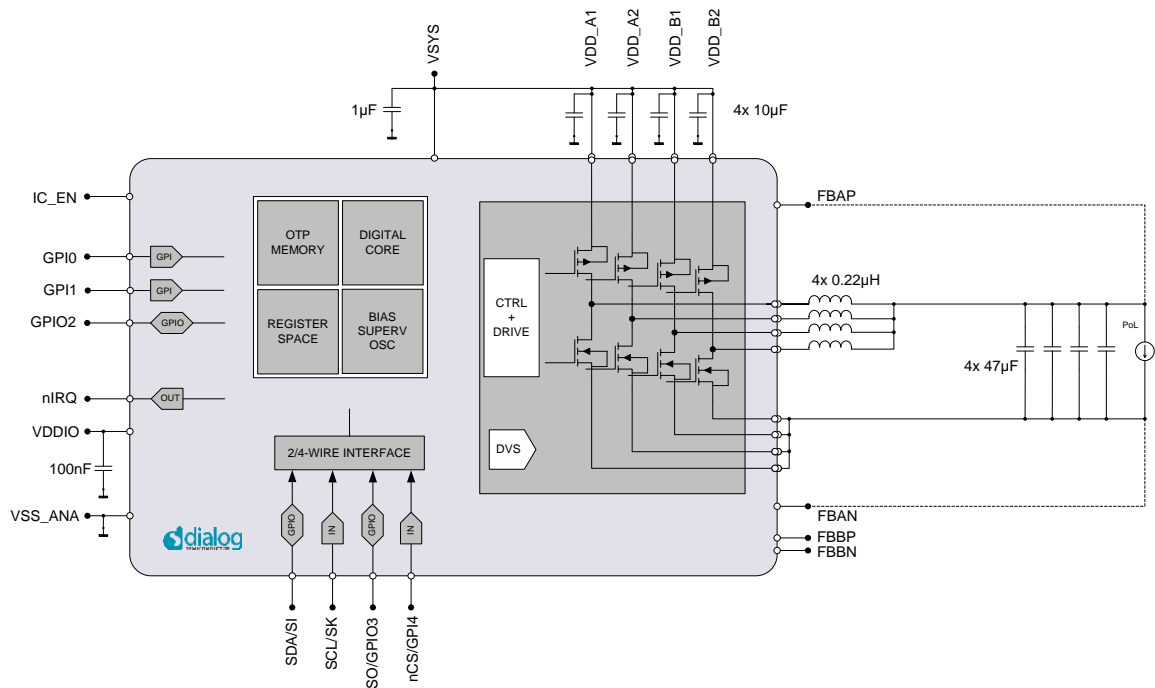 VSYS
VDD_A1
VDD_A2
VDD_B1
VDD_B2
1µF
4x 10µF
IC_EN
FBAP
OTP
MEMORY
DIGITAL
CORE
GPI0
GPI
GPI1
GPI
GPIO2
GPIO
REGISTER
SPACE
BIAS
SUPERV
OSC
CTRL
+
DRIVE
4x 0.22µH
PoL
4x 47µF
nIRQ
OUT
VDDIO
100nF
2/4-WIRE INTERFACE
DVS
VSS_ANA
dialog
SEMICONDUCTOR
GPIO
IN
GPIO
IN
FBAN
FBBP
FBBN
SDA/SI
SCL/SK
SO/GPIO3
nCS/GPI4